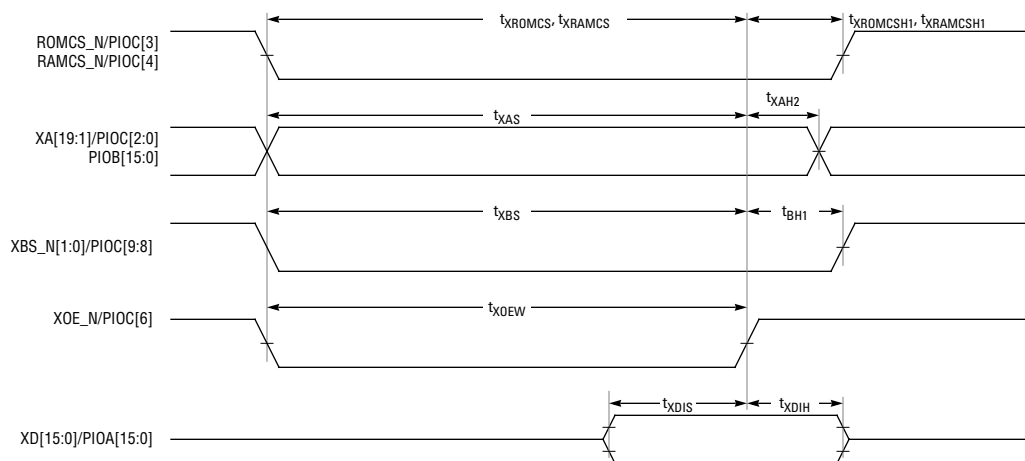 tXROMCS, tXRAMCS
tXROMCSH1, tXRAMCSH1
ROMCS_N/PIOC[3]
RAMCS_N/PIOC[4]
tXAH2
tXAS
XA[19:1]/PIOC[2:0]
PIOB[15:0]
tXBS
tBH1
XBS_N[1:0]/PIOC[9:8]
tXOEW
XOE_N/PIOC[6]
tXDIS
tXDIH
XD[15:0]/PIOA[15:0]